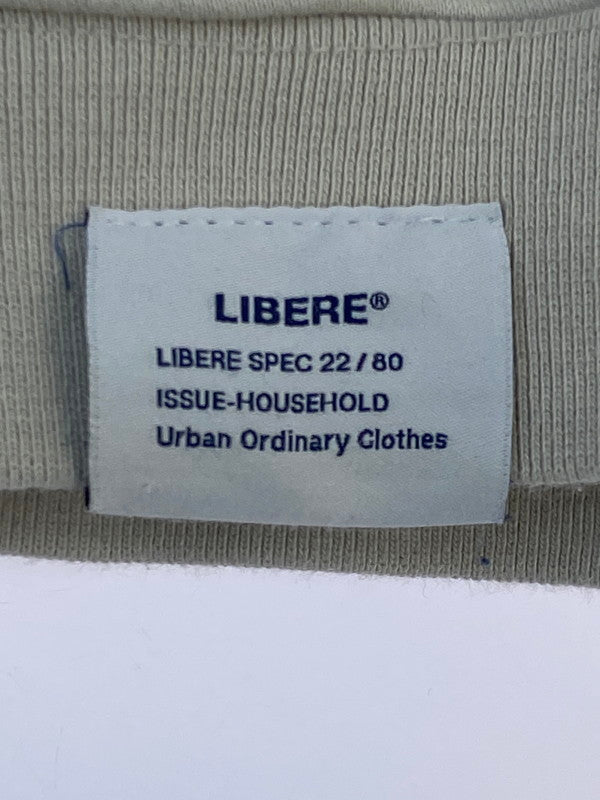 LIBERE®
LIBERE SPEC 22 / 80
ISSUE-HOUSEHOLD
Urban Ordinary Clothes